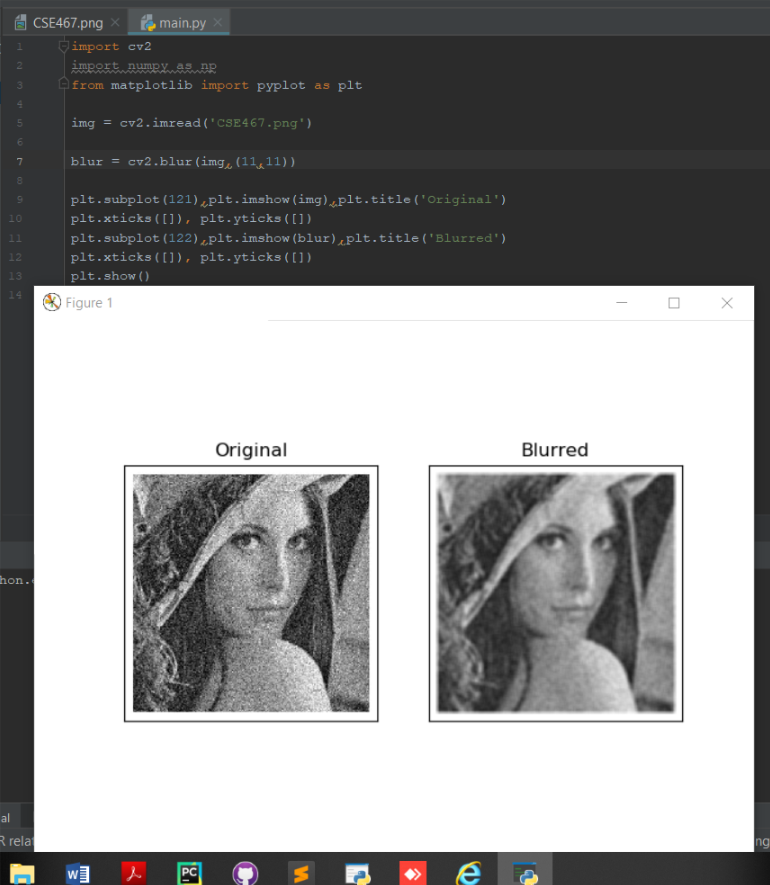 CSE467.png main.py
1 import cv2
2 import numpy as np
3 from matplotlib import pyplot as plt
4
5 img = cv2.imread('CSE467.png')
6
7 blur = cv2.blur(img,(11,11))
8
9 plt.subplot(121),plt.imshow(img),plt.title('Original')
10 plt.xticks([]), plt.yticks([])
11 plt.subplot(122),plt.imshow(blur),plt.title('Blurred')
12 plt.xticks([]), plt.yticks([])
13 plt.show()
14
Figure 1
Original Blurred
hon.
al
R relat ng
W PC e